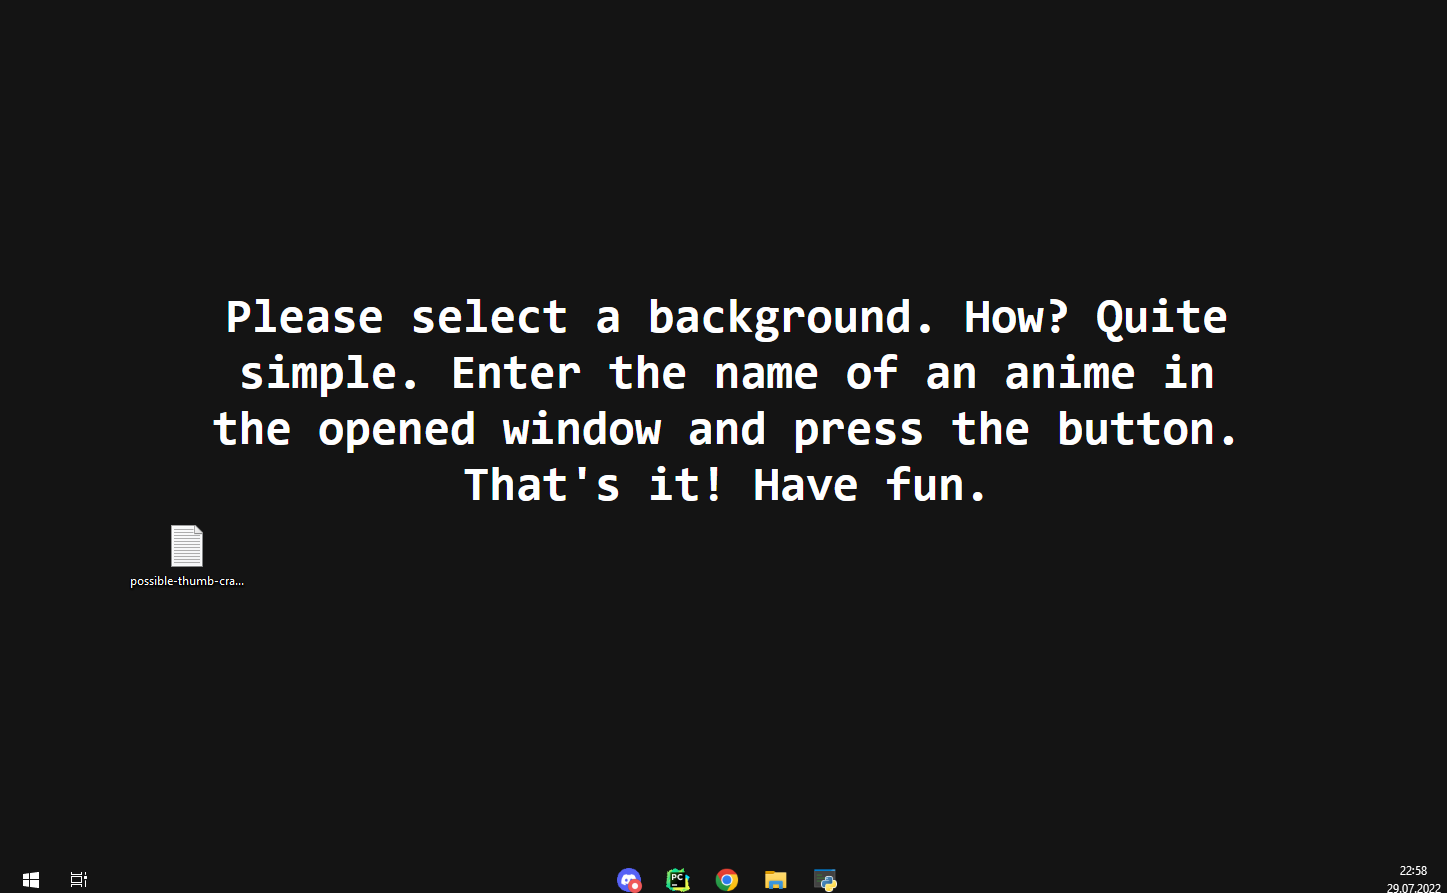 Please select a background. How? Quite
simple. Enter the name of an anime in
the opened window and press the button.
That's it! Have fun.
possible-thumb-cra...
PC
22:58
29.07.2022